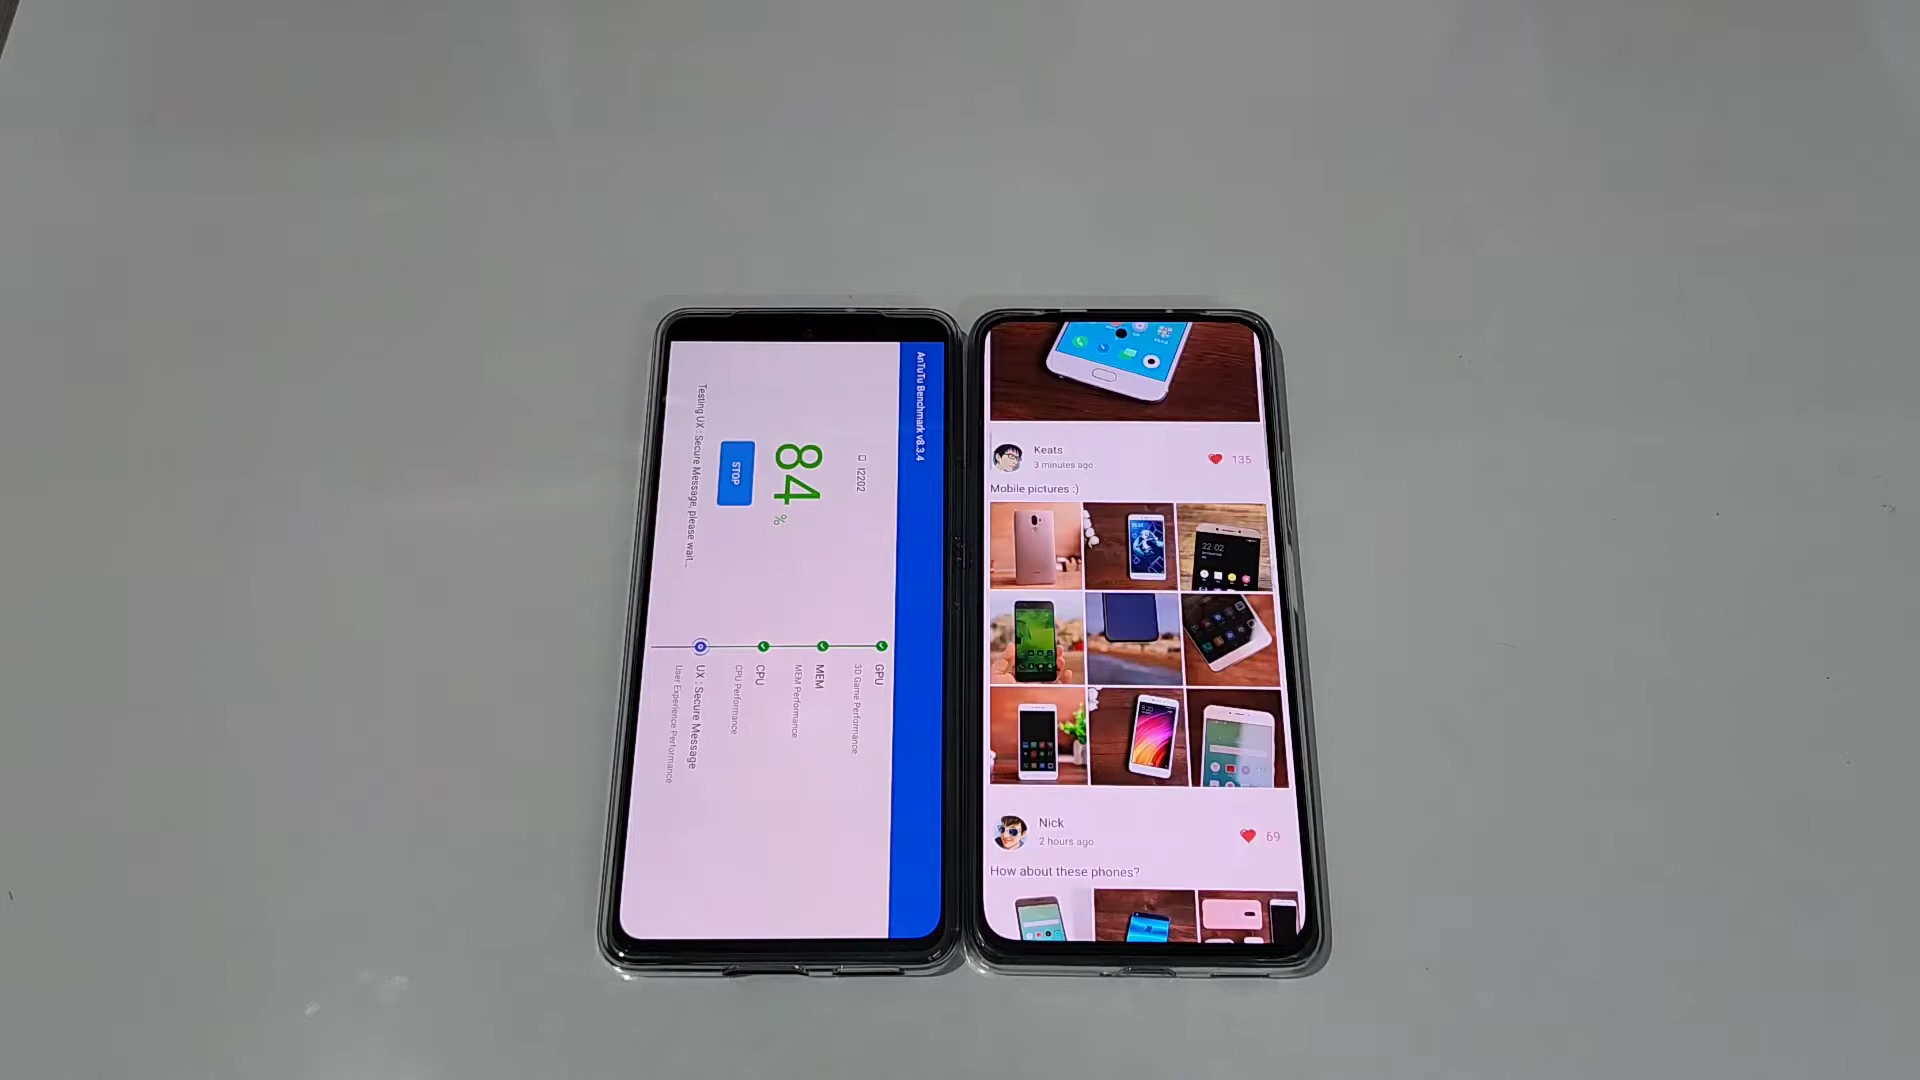 AnTuTu Benchmark v8.3.4
I2202
84 %
STOP
Testing UX : Secure Message, please wait...
GPU
3D Game Performance
MEM
MEM Performance
CPU
CPU Performance
UX : Secure Message
User Experience Performance
Keats
3 minutes ago
135
Mobile pictures :)
22:02
Nick
2 hours ago
69
How about these phones?